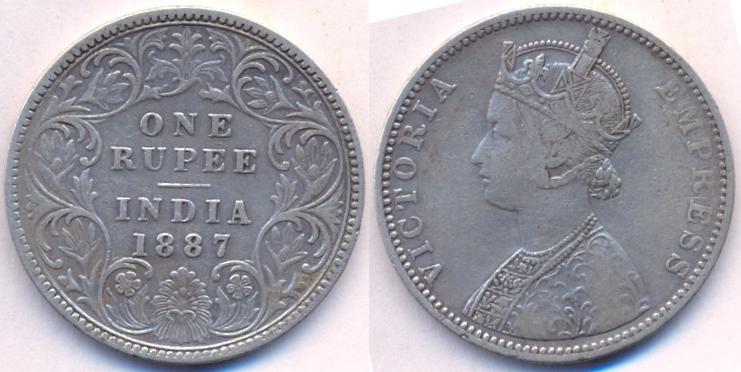 ONE
RUPEE
INDIA
1887
VICTORIA EMPRESS